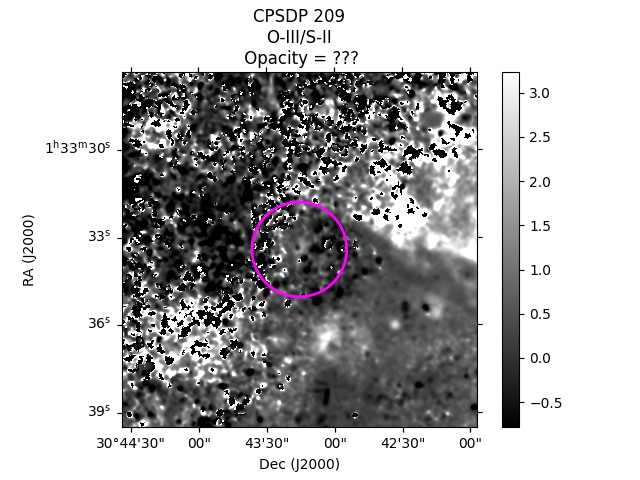 CPSDP 209
O-III/S-II
Opacity = ???
1h33m30s
33s
36s
39s
RA (J2000)
30°44'30" 00" 43'30" 00" 42'30" 00"
Dec (J2000)
3.0
2.5
2.0
1.5
1.0
0.5
0.0
−0.5